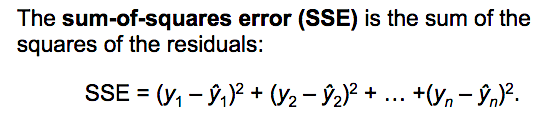 The sum-of-squares error (SSE) is the sum of the
squares of the residuals:
SSE = (y₁ – ŷ₁)² + (y₂ – ŷ₂)² + ... +(yₙ – ŷₙ)².